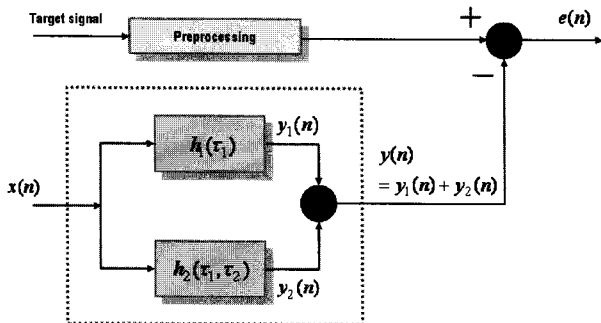 Target signal
Preprocessing
+
e(n)
−
x(n)
h₁(τ₁)
y₁(n)
y(n)
= y₁(n) + y₂(n)
h₂(τ₁, τ₂)
y₂(n)